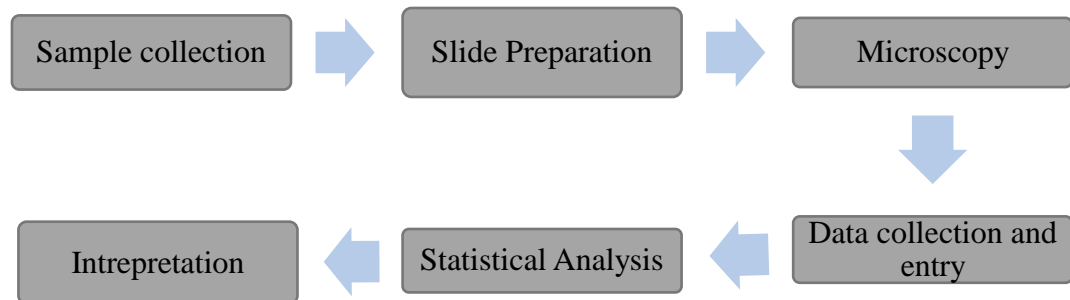 Sample collection
Slide Preparation
Microscopy
Data collection and
entry
Statistical Analysis
Intrepretation